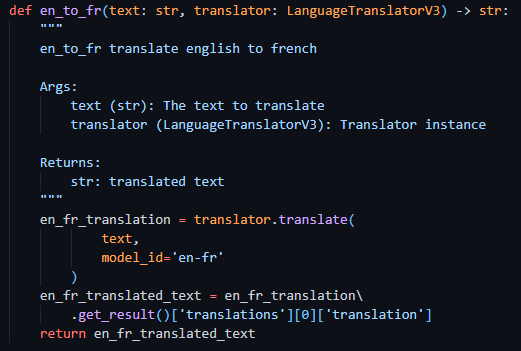 def en_to_fr(text: str, translator: LanguageTranslatorV3) -> str:
    """
    en_to_fr translate english to french

    Args:
        text (str): The text to translate
        translator (LanguageTranslatorV3): Translator instance

    Returns:
        str: translated text
    """
    en_fr_translation = translator.translate(
            text,
            model_id='en-fr'
        )
    en_fr_translated_text = en_fr_translation\
        .get_result()['translations'][0]['translation']
    return en_fr_translated_text